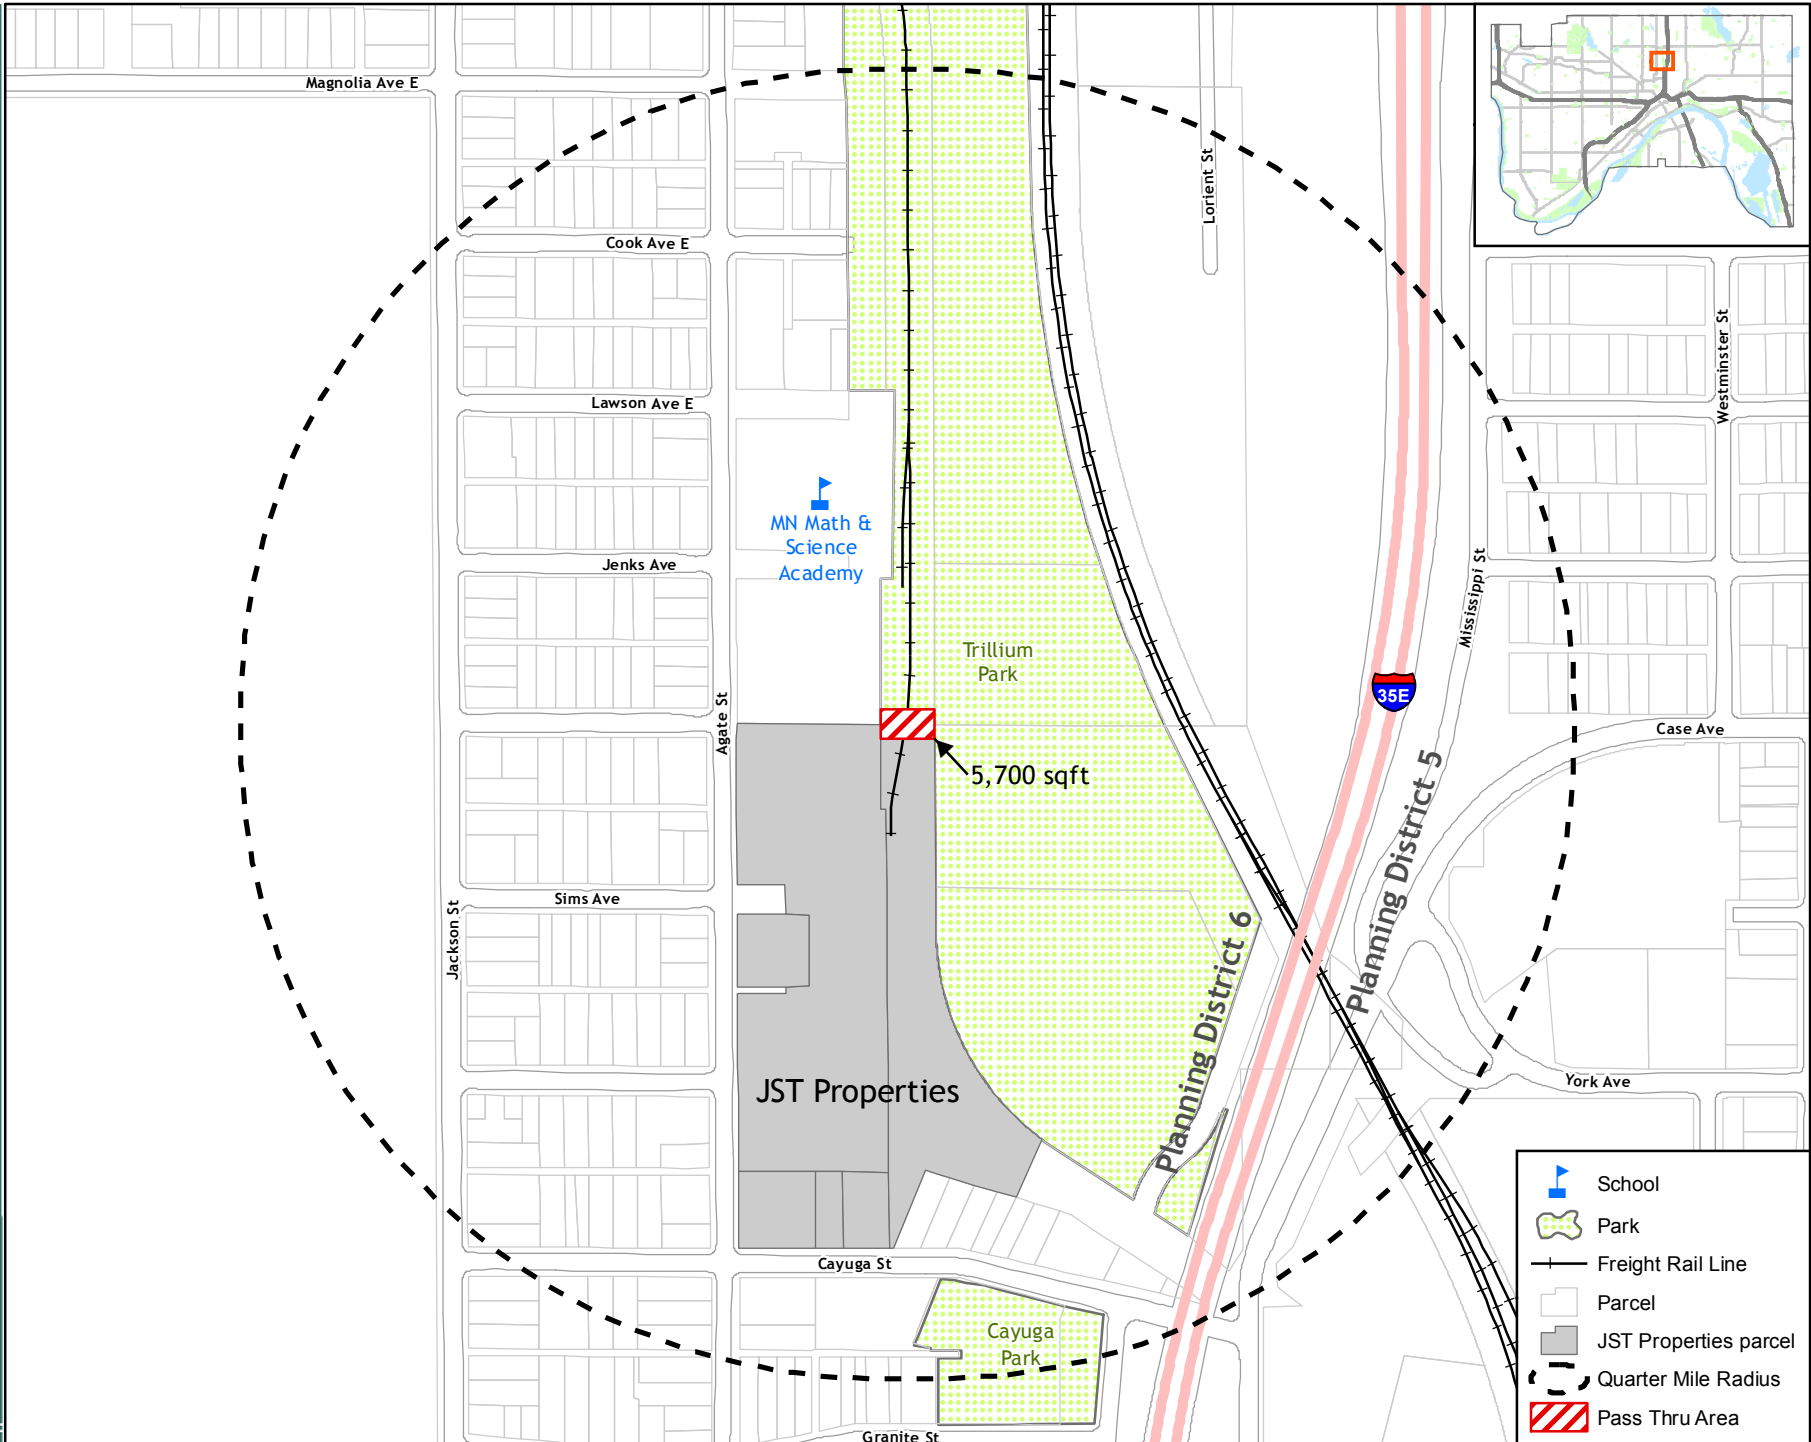 Magnolia Ave E
Lorient St
Cook Ave E
Westminster St
Lawson Ave E
MN Math &
Science
Academy
Jenks Ave
Mississippi St
Trillium
Park
35E
Agate St
Case Ave
5,700 sqft
Planning District 5
Sims Ave
Jackson St
Planning District 6
JST Properties
York Ave
Cayuga St
Cayuga
Park
Granite St
School
Park
Freight Rail Line
Parcel
JST Properties parcel
Quarter Mile Radius
Pass Thru Area